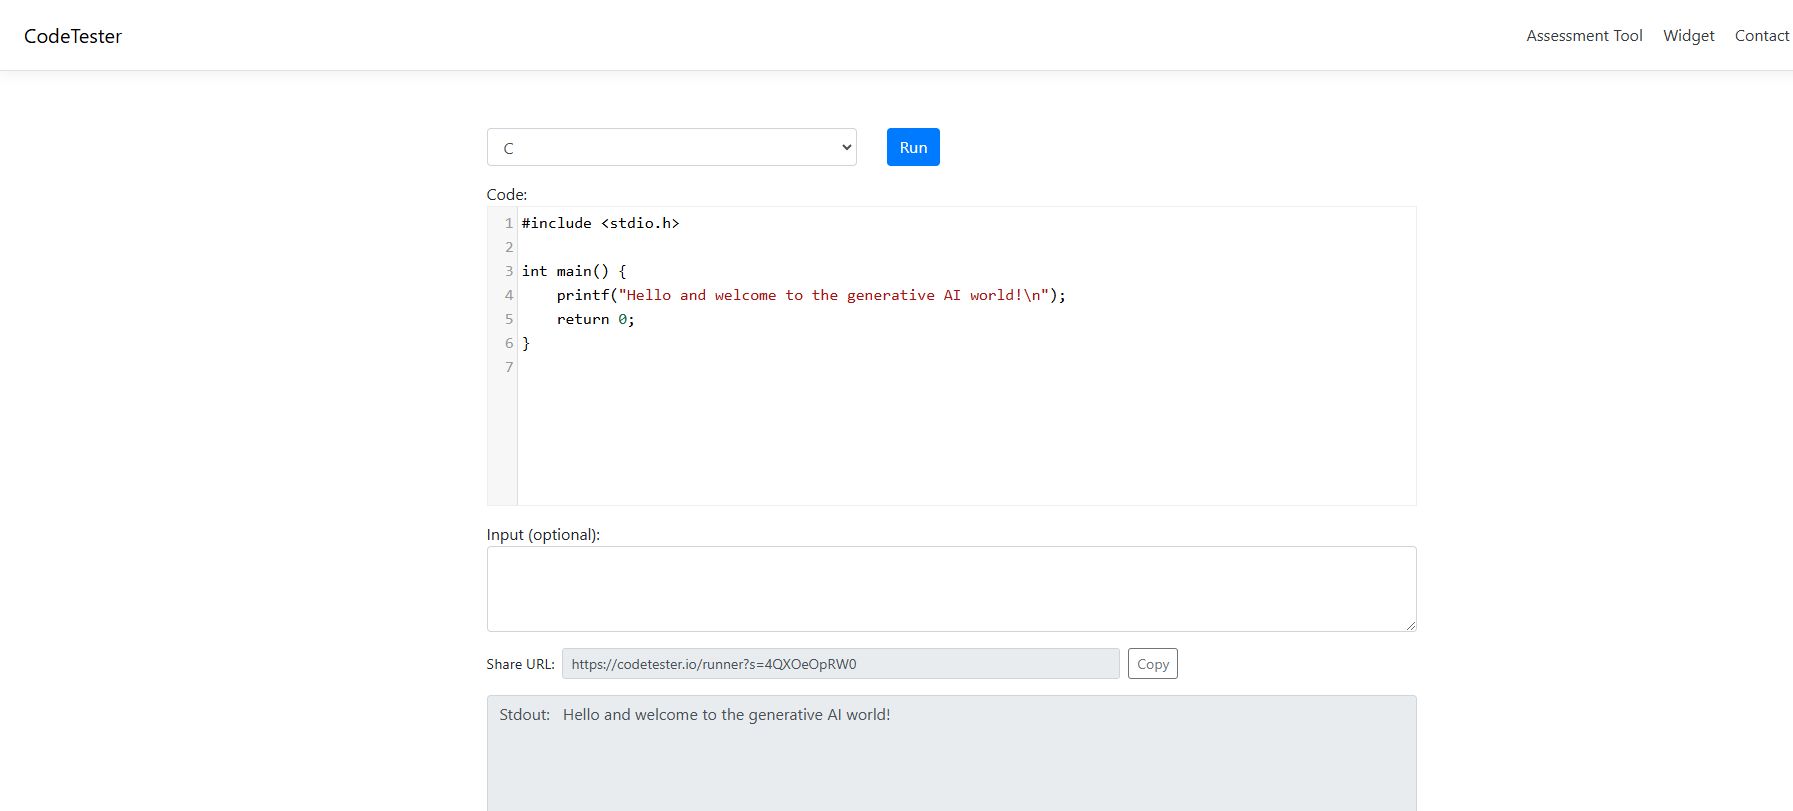 CodeTester
Assessment Tool
Widget
Contact
C
Run
Code:
1 #include <stdio.h>
2
3 int main() {
4     printf("Hello and welcome to the generative AI world!\n");
5     return 0;
6 }
7
Input (optional):
Share URL: https://codetester.io/runner?s=4QXOeOpRW0 Copy
Stdout: Hello and welcome to the generative AI world!